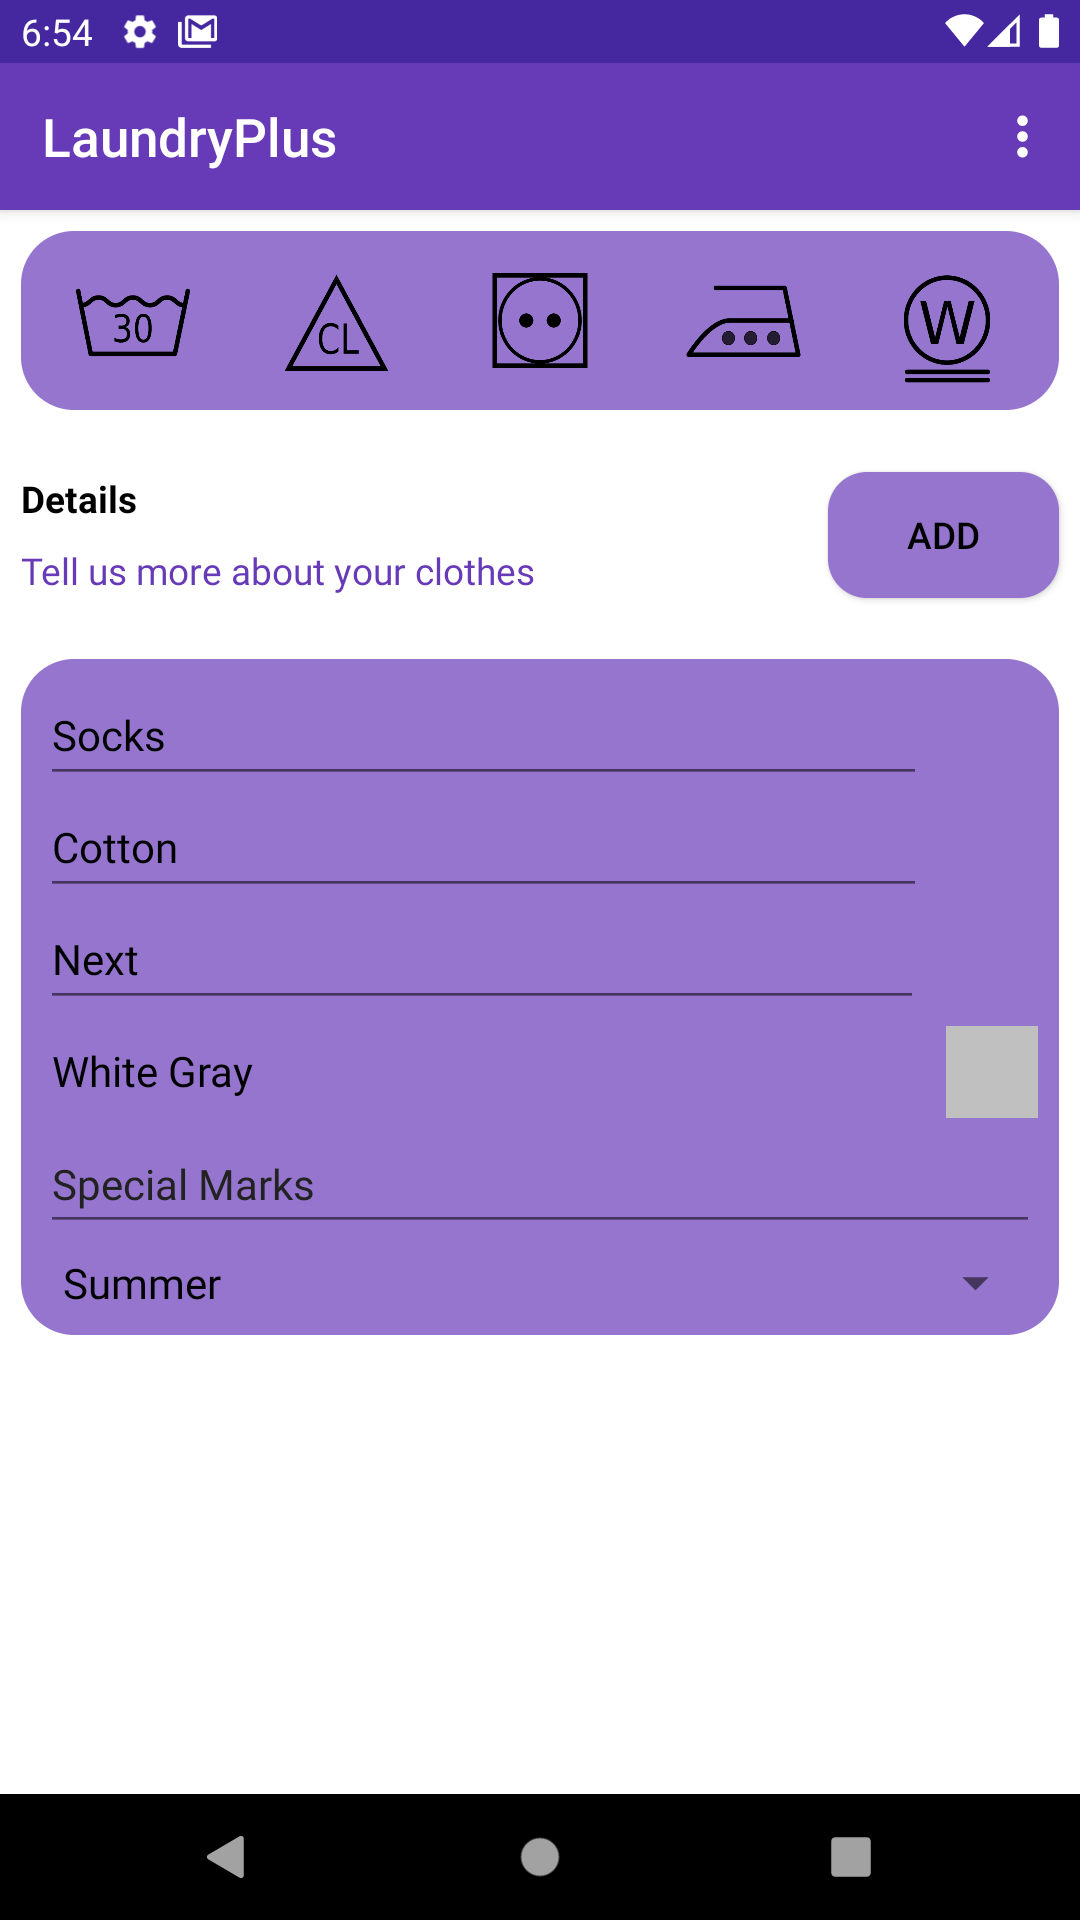 6:54
LaundryPlus
30
CL
W
Details
Tell us more about your clothes
ADD
Socks
Cotton
Next
White Gray
Special Marks
Summer